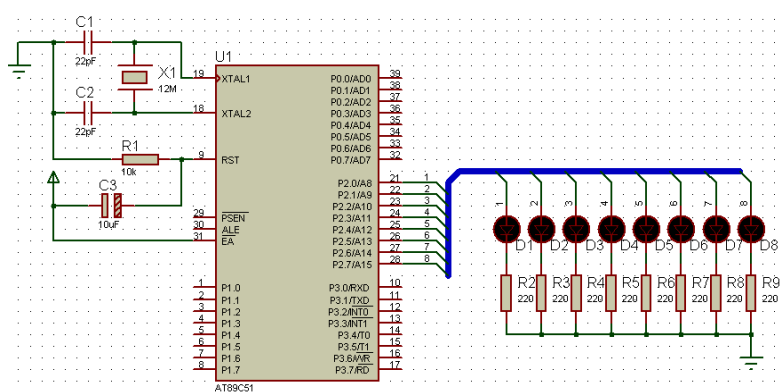 C1
22pF
X1
12M
C2
22pF
R1
10k
C3
10uF
U1
19 XTAL1
18 XTAL2
9 RST
29 PSEN
30 ALE
31 EA
1 P1.0
2 P1.1
3 P1.2
4 P1.3
5 P1.4
6 P1.5
7 P1.6
8 P1.7
P0.0/AD0 39
P0.1/AD1 38
P0.2/AD2 37
P0.3/AD3 36
P0.4/AD4 35
P0.5/AD5 34
P0.6/AD6 33
P0.7/AD7 32
P2.0/A8 21 1
P2.1/A9 22 2
P2.2/A10 23 3
P2.3/A11 24 4
P2.4/A12 25 5
P2.5/A13 26 6
P2.6/A14 27 7
P2.7/A15 28 8
P3.0/RXD 10
P3.1/TXD 11
P3.2/INT0 12
P3.3/INT1 13
P3.4/T0 14
P3.5/T1 15
P3.6/WR 16
P3.7/RD 17
AT89C51
1 2 3 4 5 6 7 8
D1 D2 D3 D4 D5 D6 D7 D8
R2 R3 R4 R5 R6 R7 R8 R9
220 220 220 220 220 220 220 220